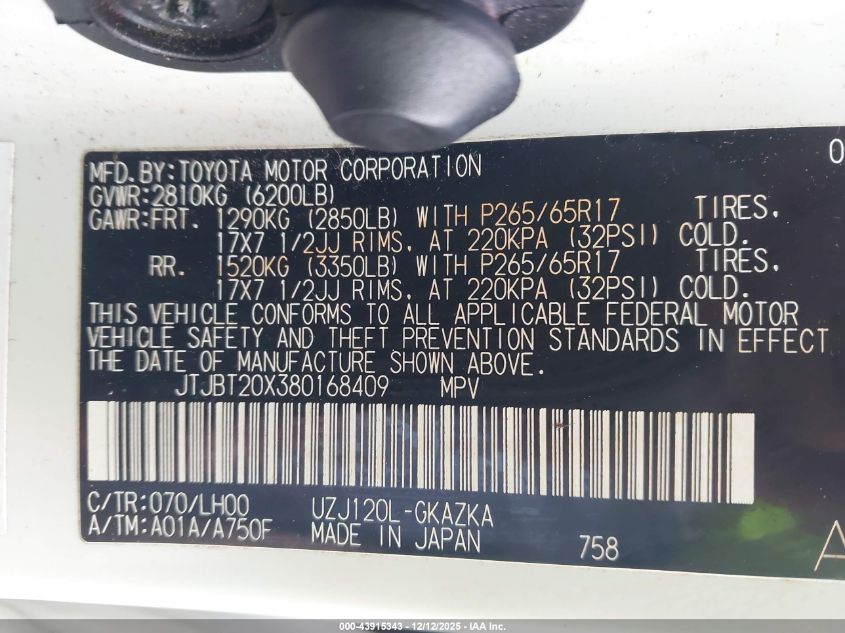 MFD.BY:TOYOTA MOTOR CORPORATION 0
GVWR:2810KG (6200LB)
GAWR:FRT. 1290KG (2850LB) WITH P265/65R17 TIRES,
17X7 1/2JJ RIMS, AT 220KPA (32PSI) COLD.
RR. 1520KG (3350LB) WITH P265/65R17 TIRES,
17X7 1/2JJ RIMS, AT 220KPA (32PSI) COLD.
THIS VEHICLE CONFORMS TO ALL APPLICABLE FEDERAL MOTOR
VEHICLE SAFETY AND THEFT PREVENTION STANDARDS IN EFFECT
THE DATE OF MANUFACTURE SHOWN ABOVE.
JTJBT20X380168409 MPV
C/TR:070/LH00 UZJ120L-GKAZKA
A/TM:A01A/A750F MADE IN JAPAN 758 A
000-43915343 - 12/12/2025 - IAA Inc.